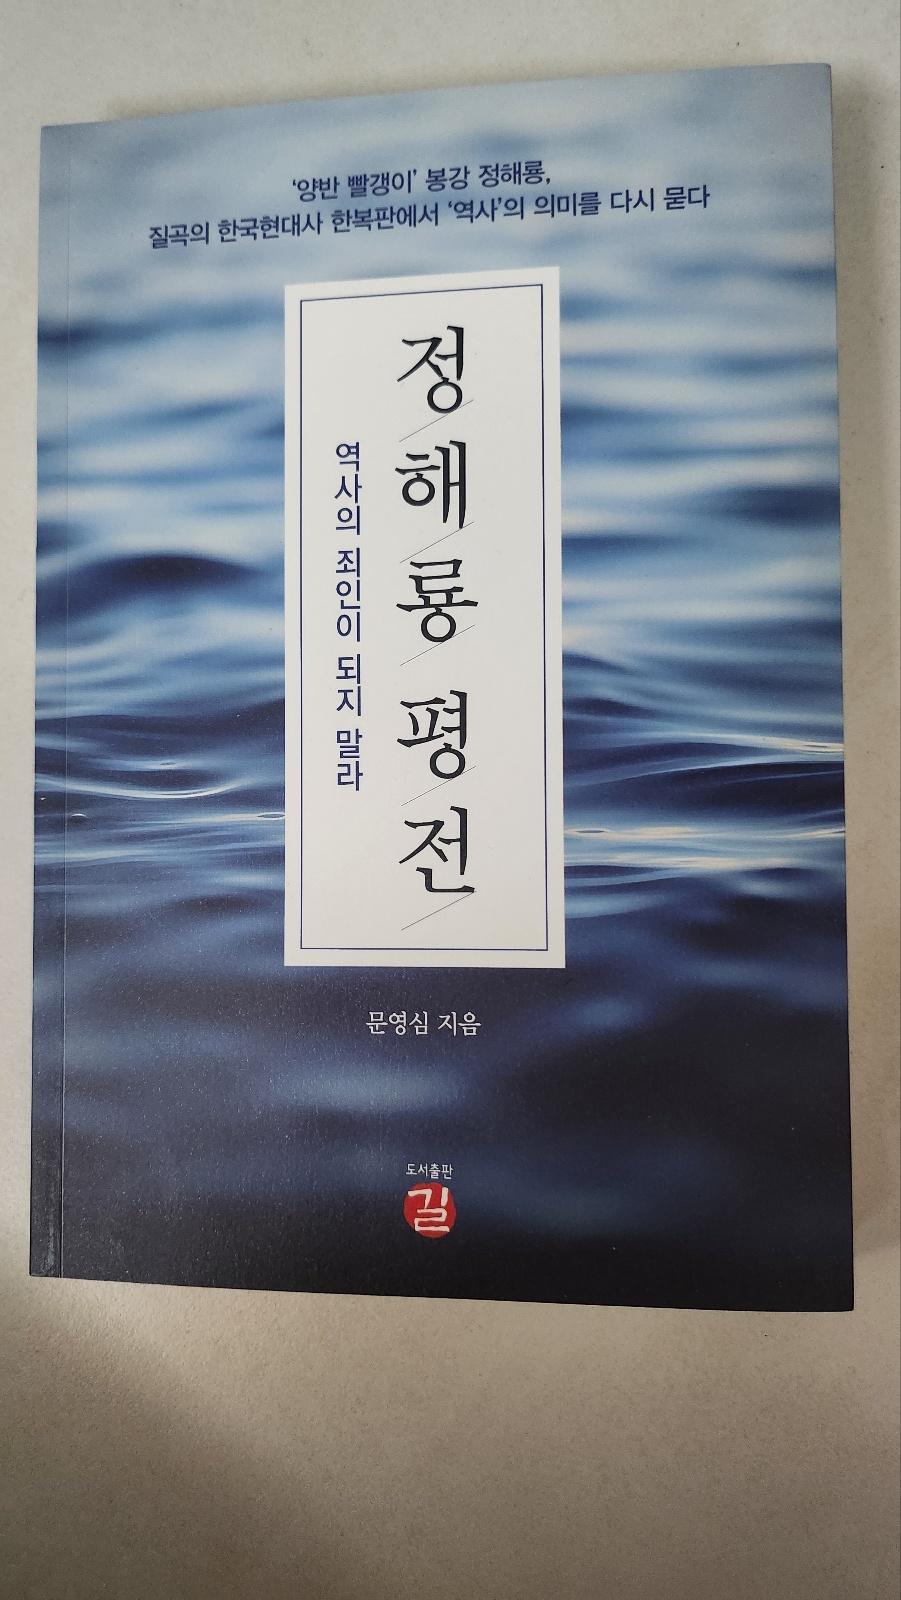 '양반 빨갱이' 봉강 정해룡,
질곡의 한국현대사 한복판에서 '역사'의 의미를 다시 묻다
정해룡 평전
역사의 죄인이 되지 말라
문영심 지음
도서출판
길